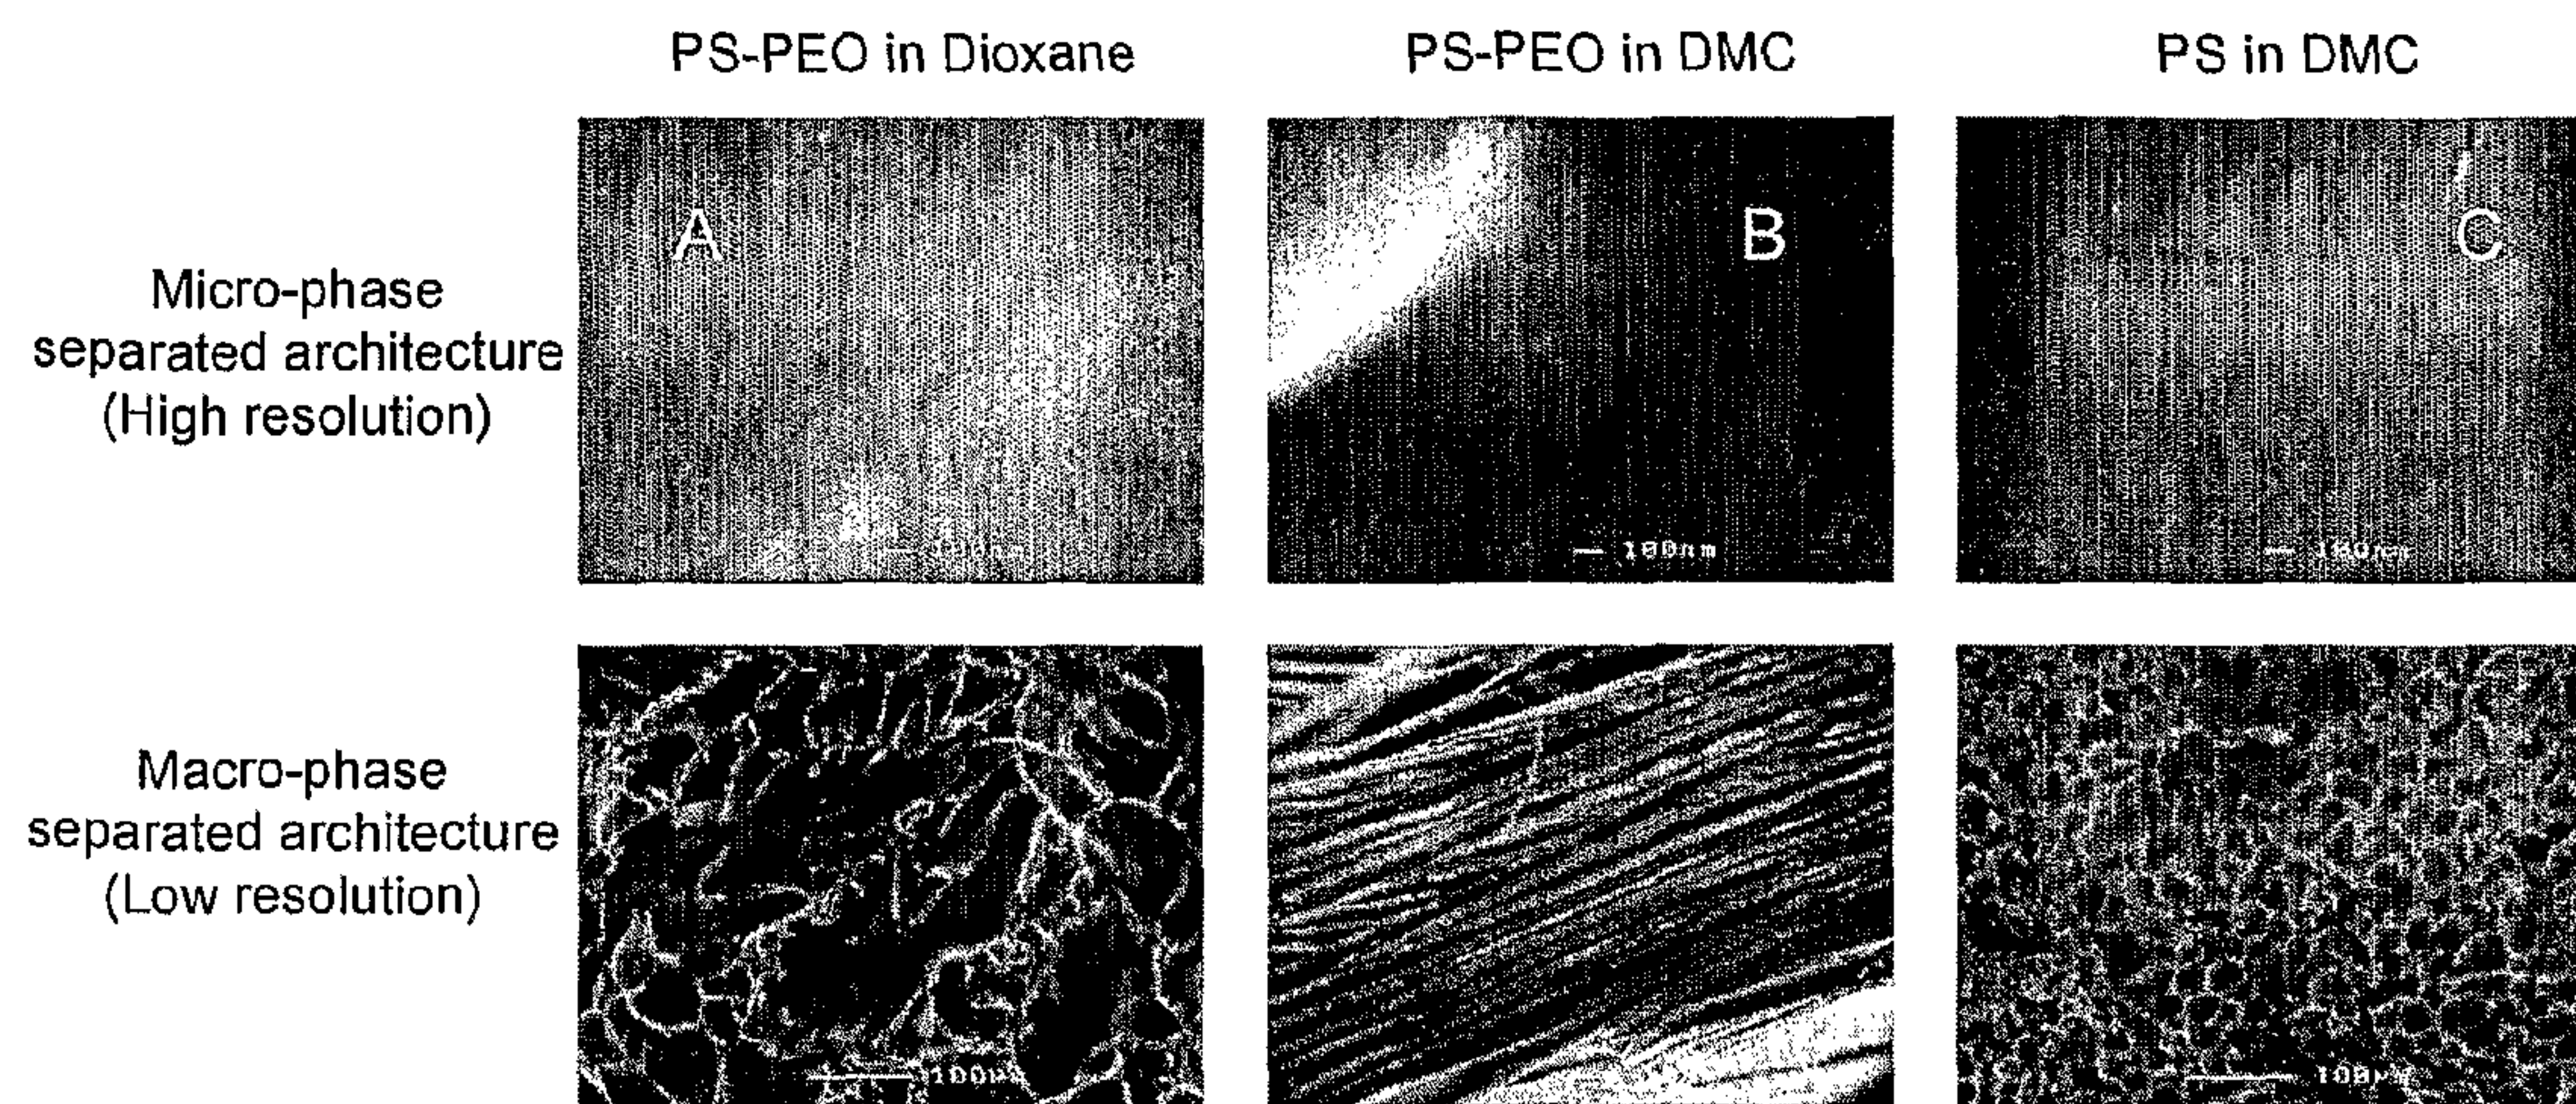 PS-PEO in Dioxane PS-PEO in DMC PS in DMC
Micro-phase
separated architecture
(High resolution)
A
B
C
100nm
100nm
Macro-phase
separated architecture
(Low resolution)